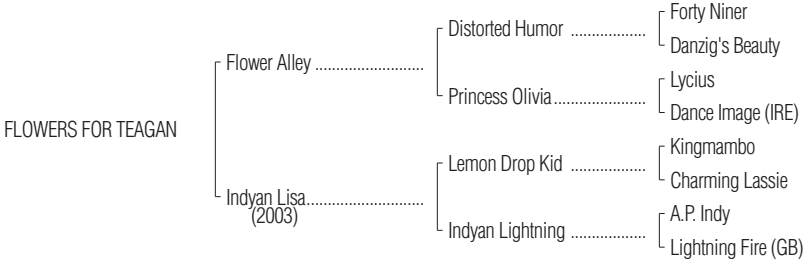 Forty Niner
Distorted Humor ..................
Danzig's Beauty
Flower Alley ..........................
Lycius
Princess Olivia......................
Dance Image (IRE)
FLOWERS FOR TEAGAN
Kingmambo
Lemon Drop Kid ..................
Charming Lassie
Indyan Lisa............................
(2003)
A.P. Indy
Indyan Lightning ..................
Lightning Fire (GB)